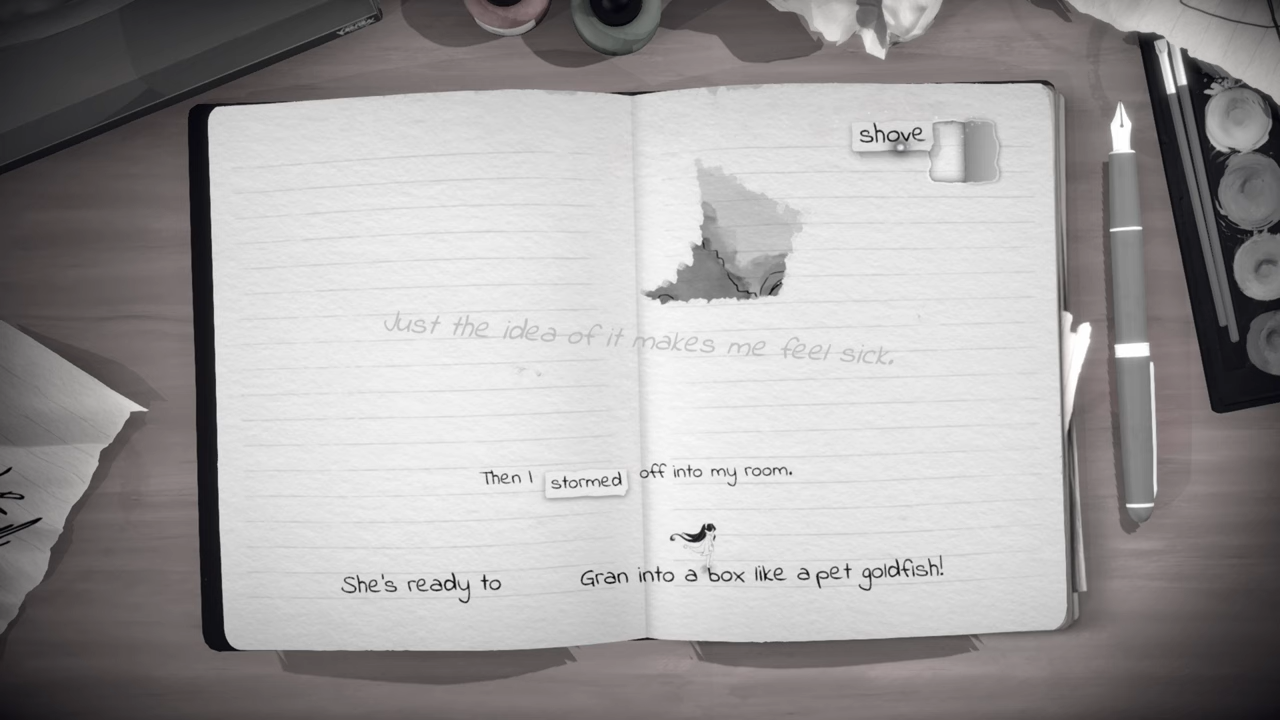 shove
Just the idea of it makes me feel sick.
Then I stormed off into my room.
She's ready to Gran into a box like a pet goldfish!